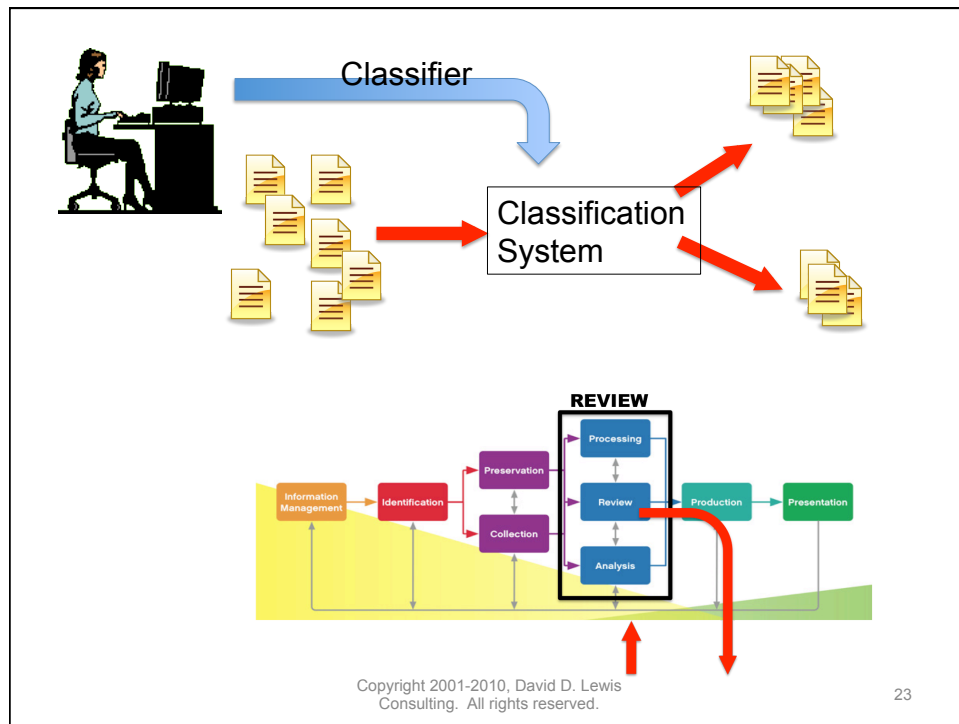 Classifier
Classification
System
REVIEW
Processing
Preservation
Information
Management
Identification
Review
Production
Presentation
Collection
Analysis
Copyright 2001-2010, David D. Lewis
Consulting.  All rights reserved.
23